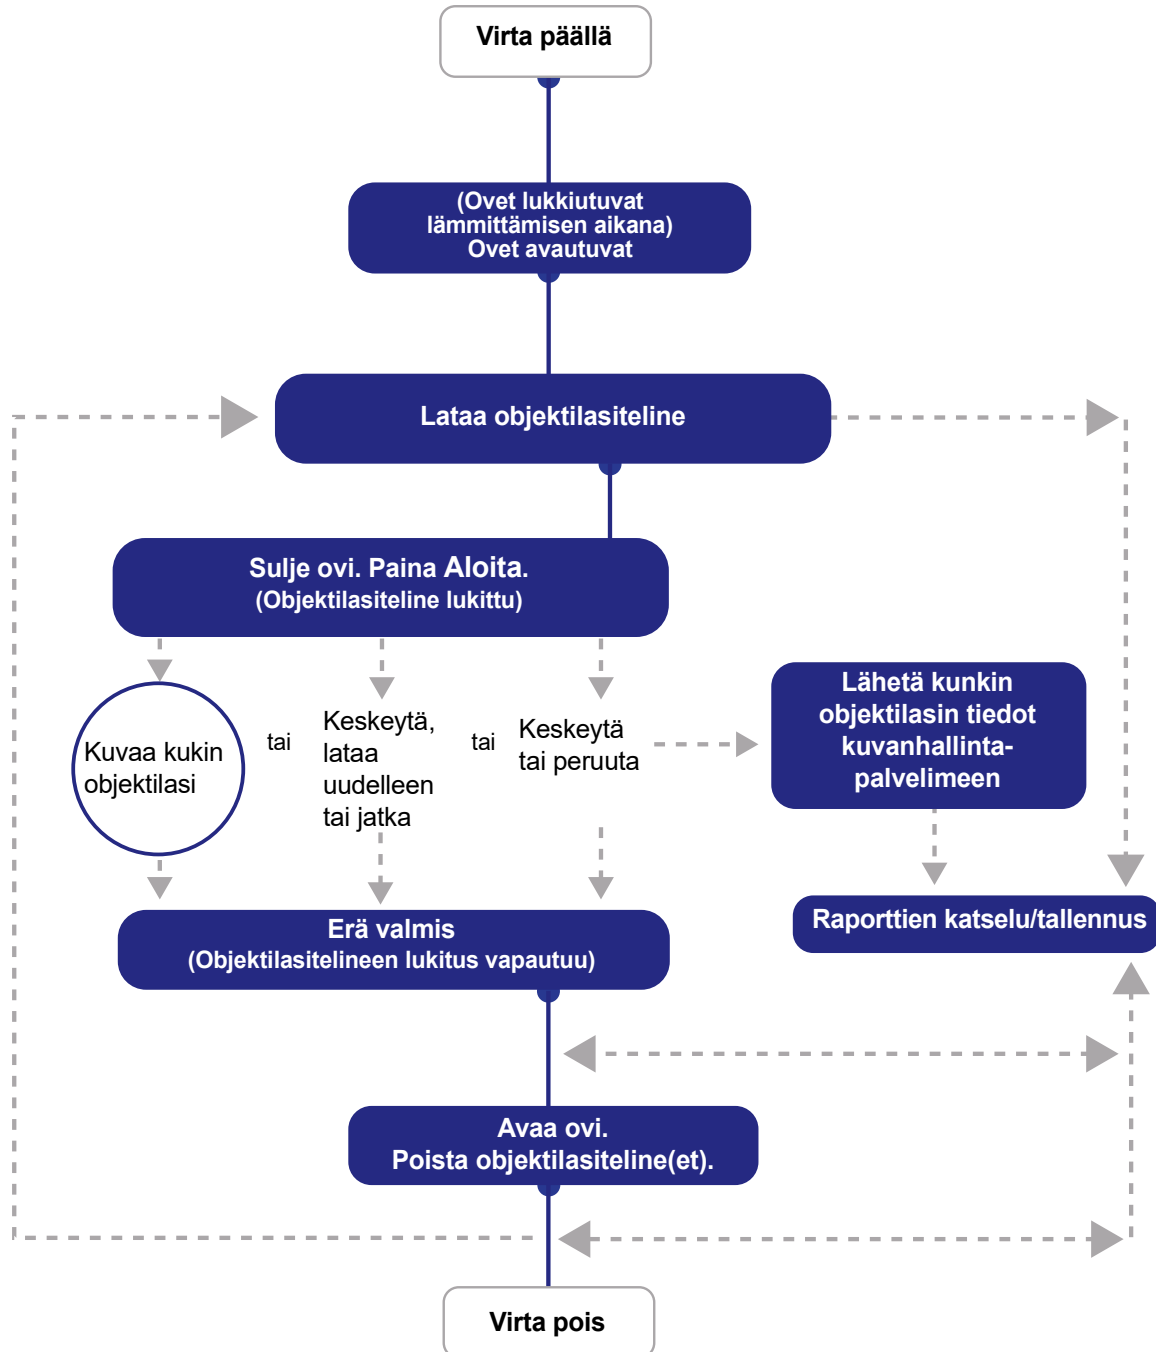 Virta päällä
(Ovet lukkiutuvat
lämmittämisen aikana)
Ovet avautuvat
Lataa objektilasiteline
Sulje ovi. Paina Aloita.
(Objektilasiteline lukittu)
Kuvaa kukin
objektilasi
tai
Keskeytä,
lataa
uudelleen
tai jatka
tai
Keskeytä
tai peruuta
Lähetä kunkin
objektilasin tiedot
kuvanhallinta-
palvelimeen
Raporttien katselu/tallennus
Erä valmis
(Objektilasitelineen lukitus vapautuu)
Avaa ovi.
Poista objektilasiteline(et).
Virta pois